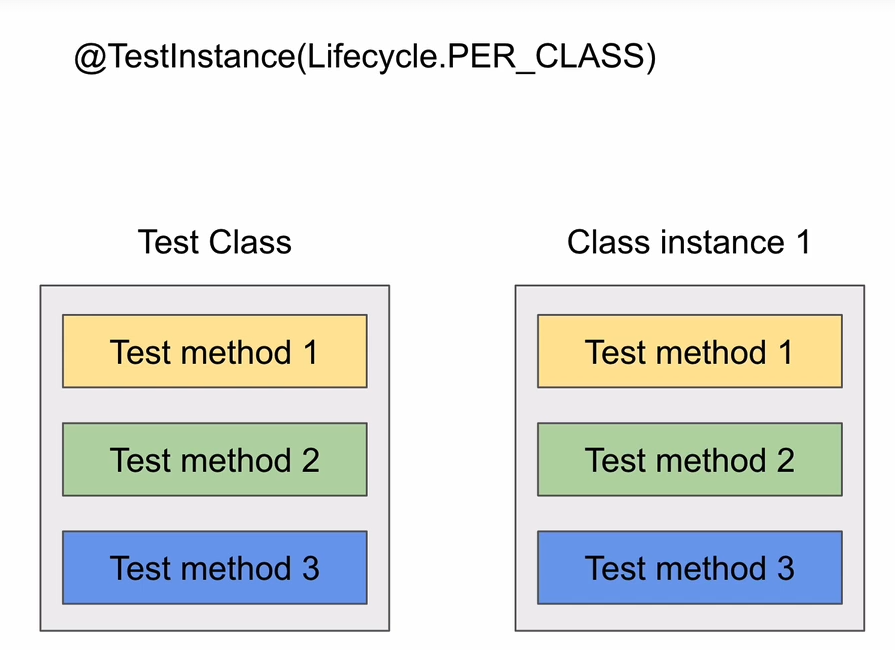 @TestInstance(Lifecycle.PER_CLASS)
Test Class
Test method 1
Test method 2
Test method 3
Class instance 1
Test method 1
Test method 2
Test method 3